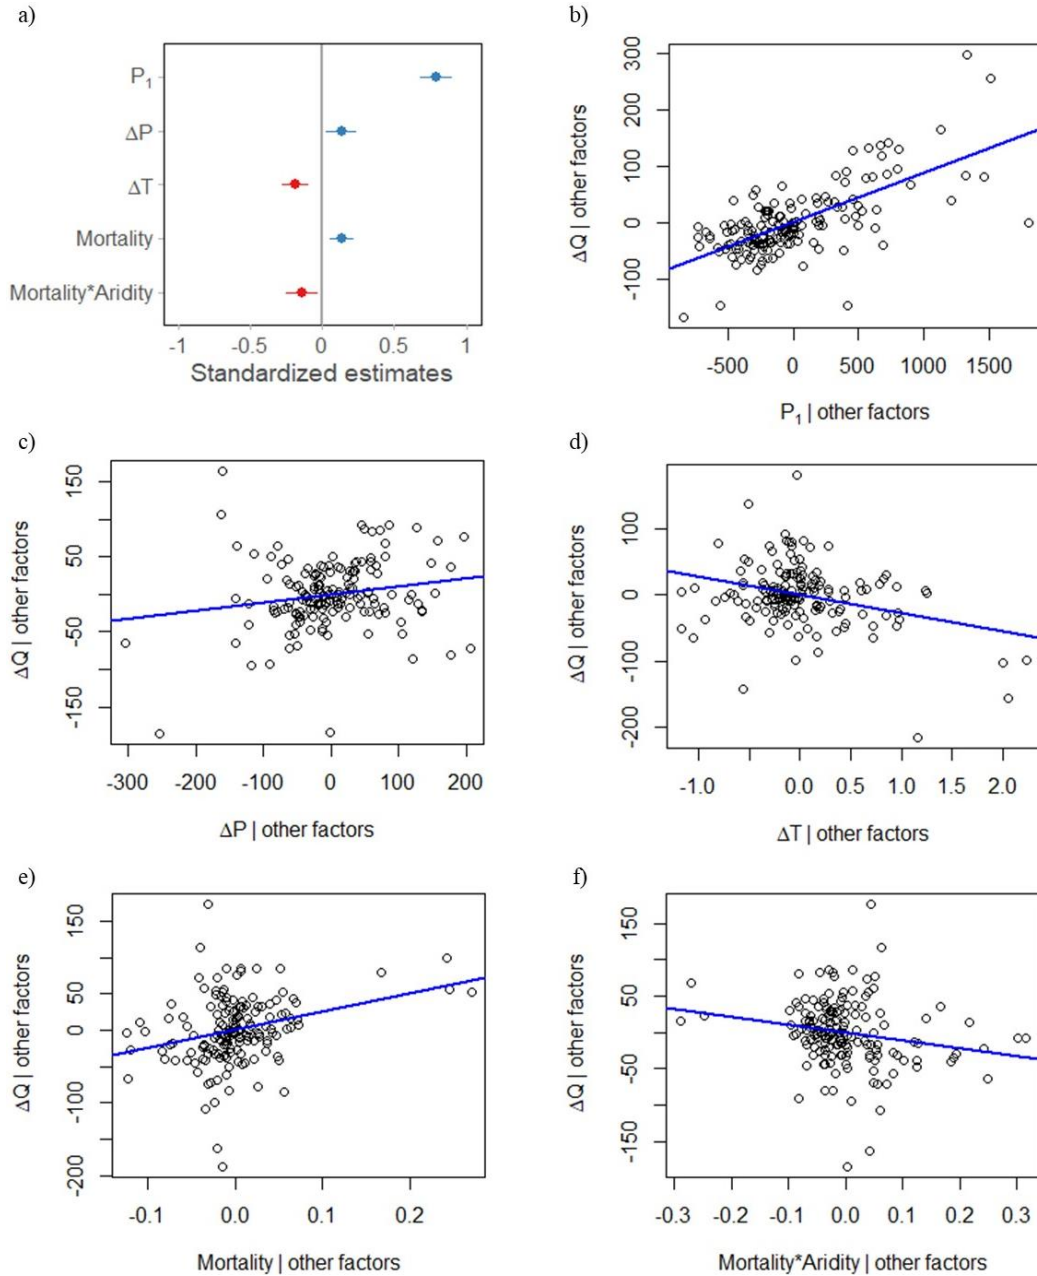 a)
P1
ΔP
ΔT
Mortality
Mortality*Aridity
-1 -0.5 0 0.5 1
Standardized estimates
b)
ΔQ | other factors
300
200
100
0
-100
-500 0 500 1000 1500
P1 | other factors
c)
ΔQ | other factors
150
50
-50
-150
-300 -200 -100 0 100 200
ΔP | other factors
d)
ΔQ | other factors
100
0
-100
-200
-1.0 0.0 0.5 1.0 1.5 2.0
ΔT | other factors
e)
ΔQ | other factors
150
50
0
-100
-200
-0.1 0.0 0.1 0.2
Mortality | other factors
f)
ΔQ | other factors
150
50
-50
-150
-0.3 -0.2 -0.1 0.0 0.1 0.2 0.3
Mortality*Aridity | other factors